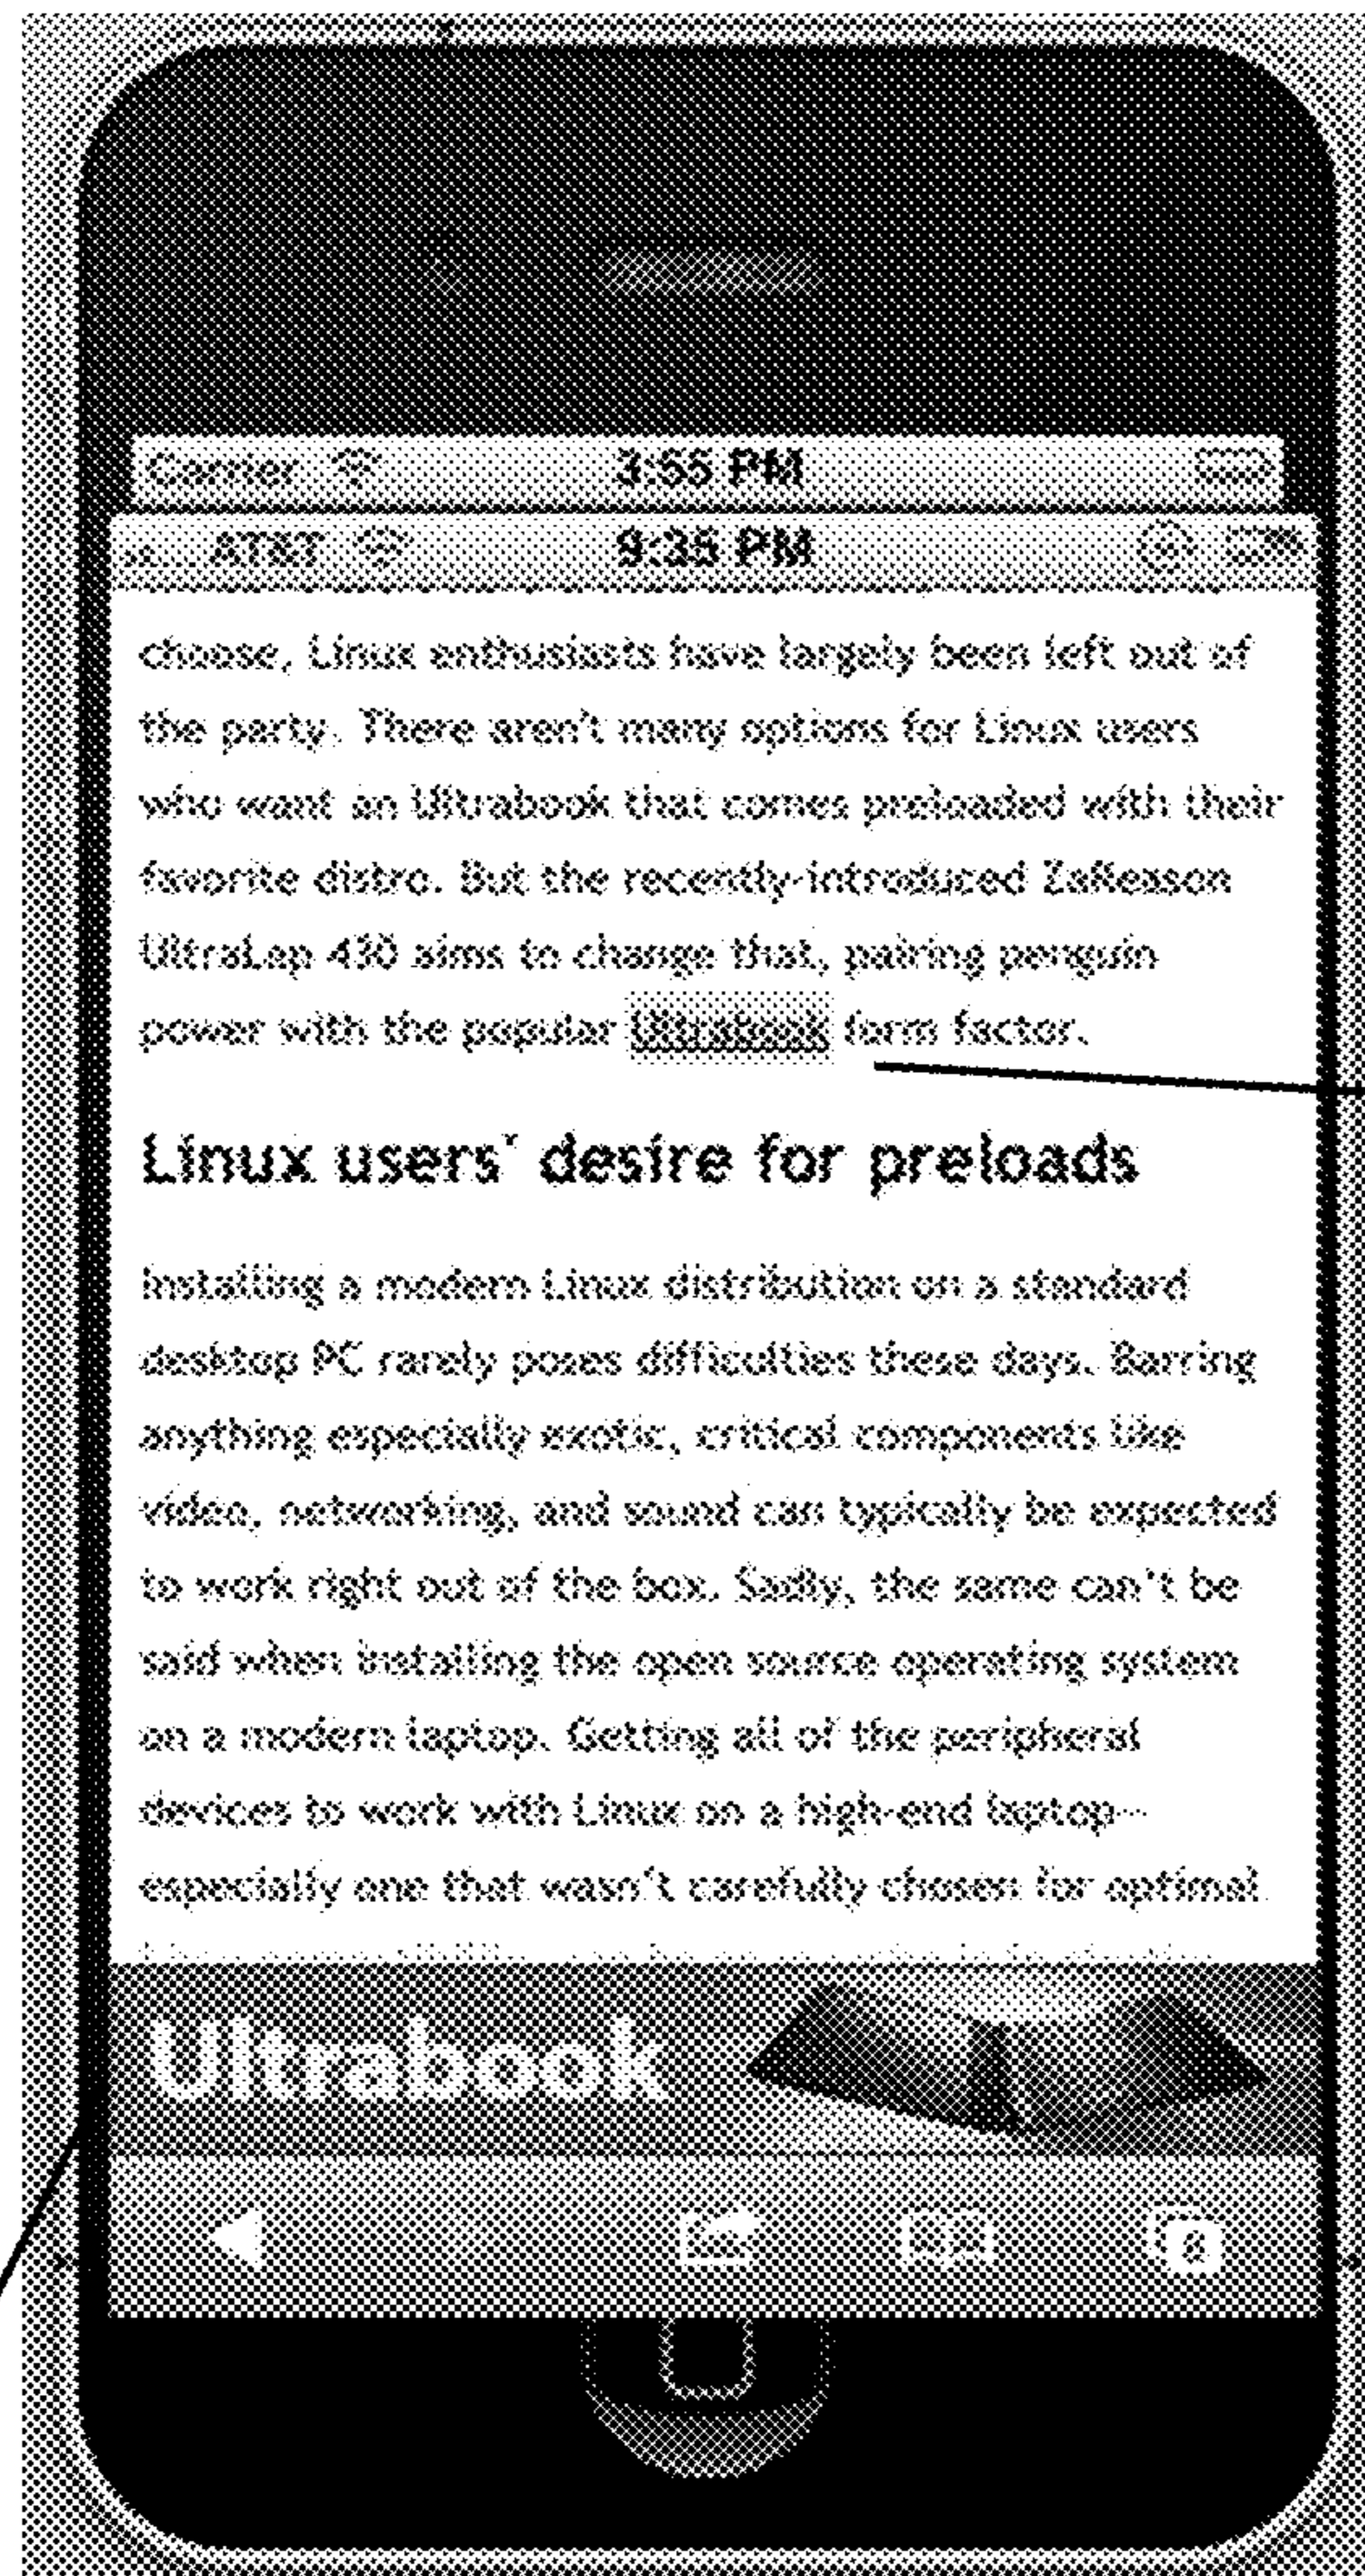 Carrier 3:55 PM
AT&T 9:35 PM
choose, Linux enthusiasts have largely been left out of
the party. There aren't many options for Linux users
who want an Ultrabook that comes preloaded with their
favorite distro. But the recently-introduced ZaReason
UltraLap 430 aims to change that, pairing penguin
power with the popular Ultrabook form factor.
Linux users' desire for preloads
Installing a modern Linux distribution on a standard
desktop PC rarely poses difficulties these days. Barring
anything especially exotic, critical components like
video, networking, and sound can typically be expected
to work right out of the box. Sadly, the same can't be
said when installing the open source operating system
on a modern laptop. Getting all of the peripheral
devices to work with Linux on a high-end laptop—
especially one that wasn't carefully chosen for optimal
Ultrabook